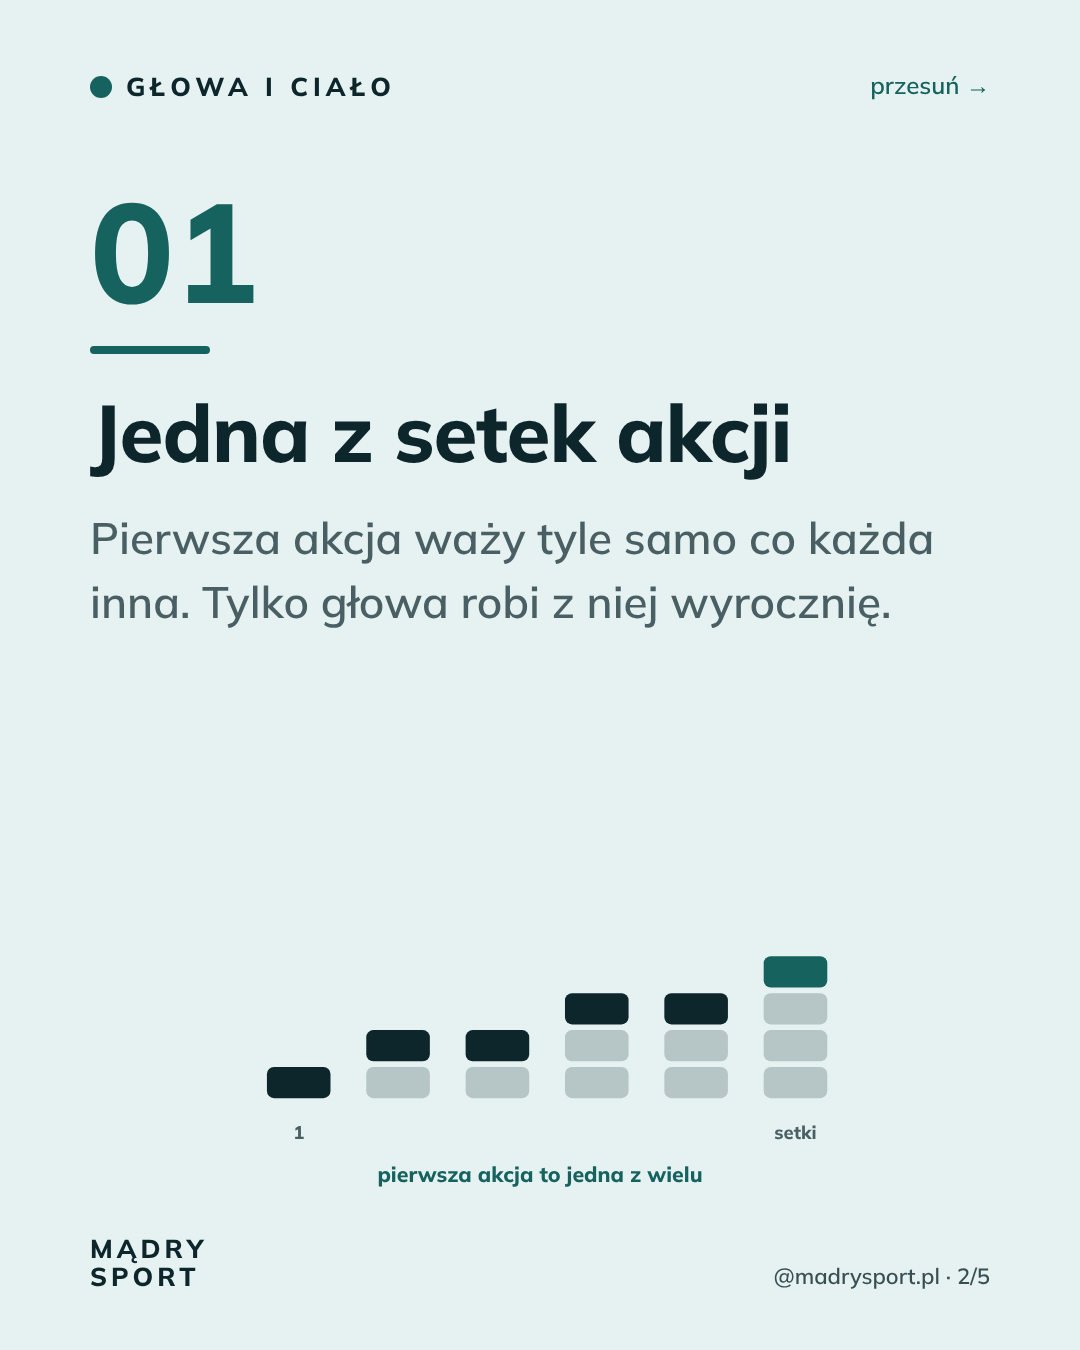 GŁOWA I CIAŁO
przesuń →
01
Jedna z setek akcji
Pierwsza akcja waży tyle samo co każda
inna. Tylko głowa robi z niej wyrocznię.
1
setki
pierwsza akcja to jedna z wielu
MĄDRY
SPORT
@madrysport.pl · 2/5